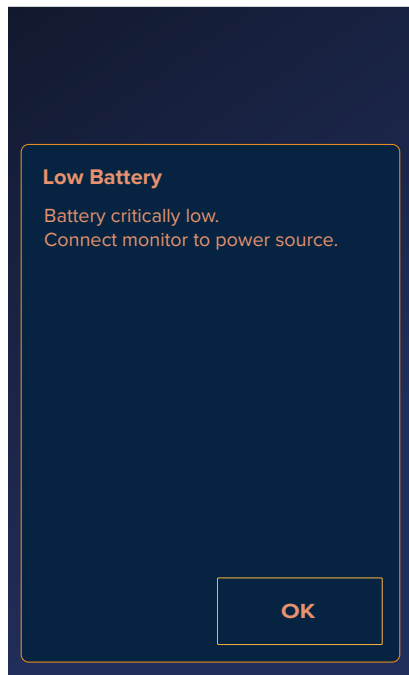 Low Battery
Battery critically low.
Connect monitor to power source.
OK